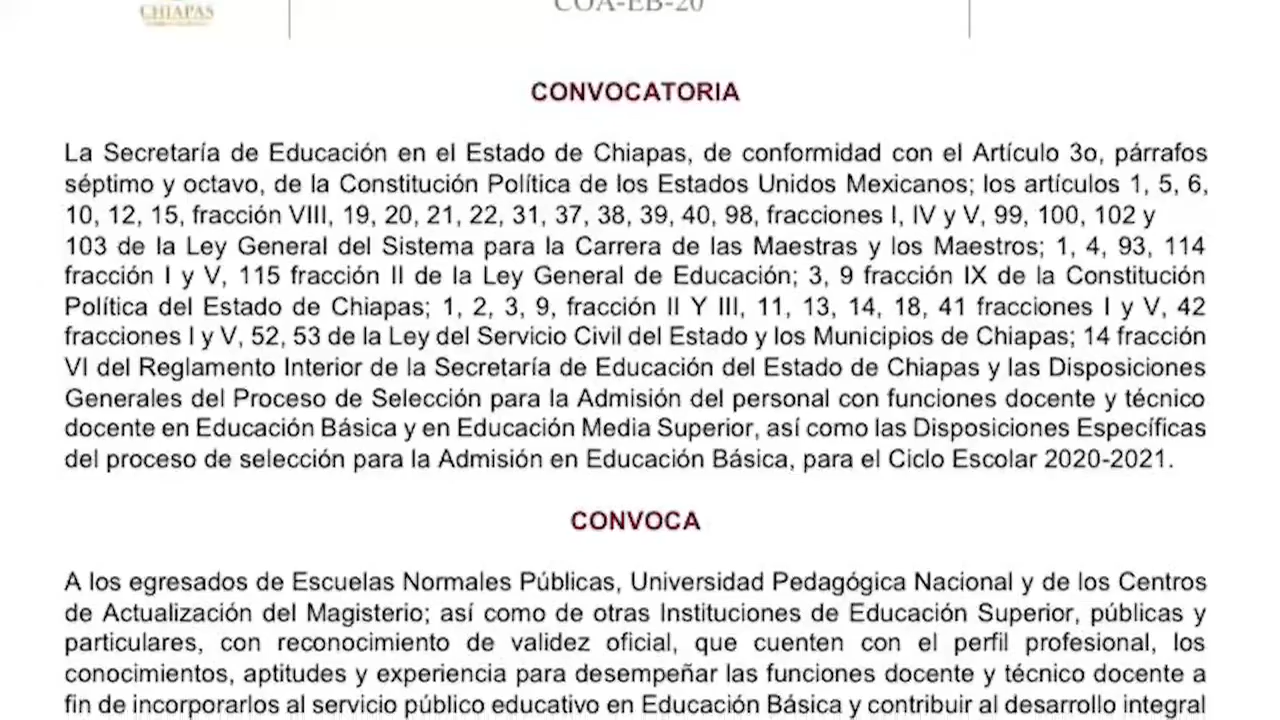 CHIAPAS
COA-EB-20
CONVOCATORIA
La Secretaría de Educación en el Estado de Chiapas, de conformidad con el Artículo 3o, párrafos
séptimo y octavo, de la Constitución Política de los Estados Unidos Mexicanos; los artículos 1, 5, 6,
10, 12, 15, fracción VIII, 19, 20, 21, 22, 31, 37, 38, 39, 40, 98, fracciones I, IV y V, 99, 100, 102 y
103 de la Ley General del Sistema para la Carrera de las Maestras y los Maestros; 1, 4, 93, 114
fracción I y V, 115 fracción II de la Ley General de Educación; 3, 9 fracción IX de la Constitución
Política del Estado de Chiapas; 1, 2, 3, 9, fracción II Y III, 11, 13, 14, 18, 41 fracciones I y V, 42
fracciones I y V, 52, 53 de la Ley del Servicio Civil del Estado y los Municipios de Chiapas; 14 fracción
VI del Reglamento Interior de la Secretaría de Educación del Estado de Chiapas y las Disposiciones
Generales del Proceso de Selección para la Admisión del personal con funciones docente y técnico
docente en Educación Básica y en Educación Media Superior, así como las Disposiciones Específicas
del proceso de selección para la Admisión en Educación Básica, para el Ciclo Escolar 2020-2021.
CONVOCA
A los egresados de Escuelas Normales Públicas, Universidad Pedagógica Nacional y de los Centros
de Actualización del Magisterio; así como de otras Instituciones de Educación Superior, públicas y
particulares, con reconocimiento de validez oficial, que cuenten con el perfil profesional, los
conocimientos, aptitudes y experiencia para desempeñar las funciones docente y técnico docente a
fin de incorporarlos al servicio público educativo en Educación Básica y contribuir al desarrollo integral